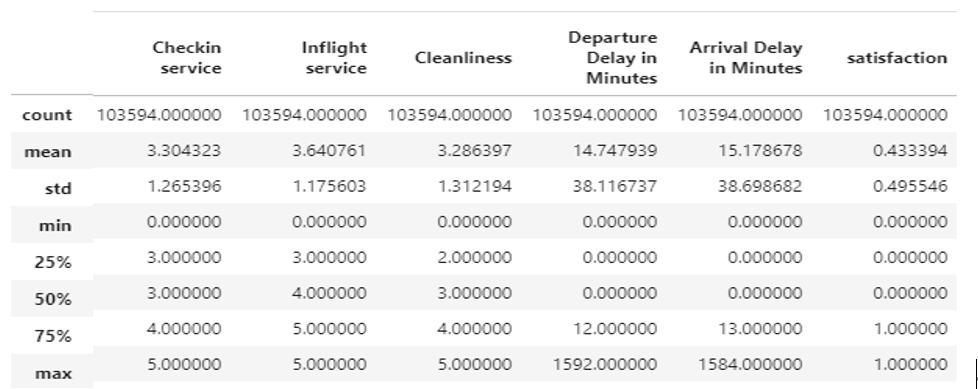 Checkin service Inflight service Cleanliness Departure Delay in Minutes Arrival Delay in Minutes satisfaction
count 103594.000000 103594.000000 103594.000000 103594.000000 103594.000000 103594.000000
mean 3.304323 3.640761 3.286397 14.747939 15.178678 0.433394
std 1.265396 1.175603 1.312194 38.116737 38.698682 0.495546
min 0.000000 0.000000 0.000000 0.000000 0.000000 0.000000
25% 3.000000 3.000000 2.000000 0.000000 0.000000 0.000000
50% 3.000000 4.000000 3.000000 0.000000 0.000000 0.000000
75% 4.000000 5.000000 4.000000 12.000000 13.000000 1.000000
max 5.000000 5.000000 5.000000 1592.000000 1584.000000 1.000000